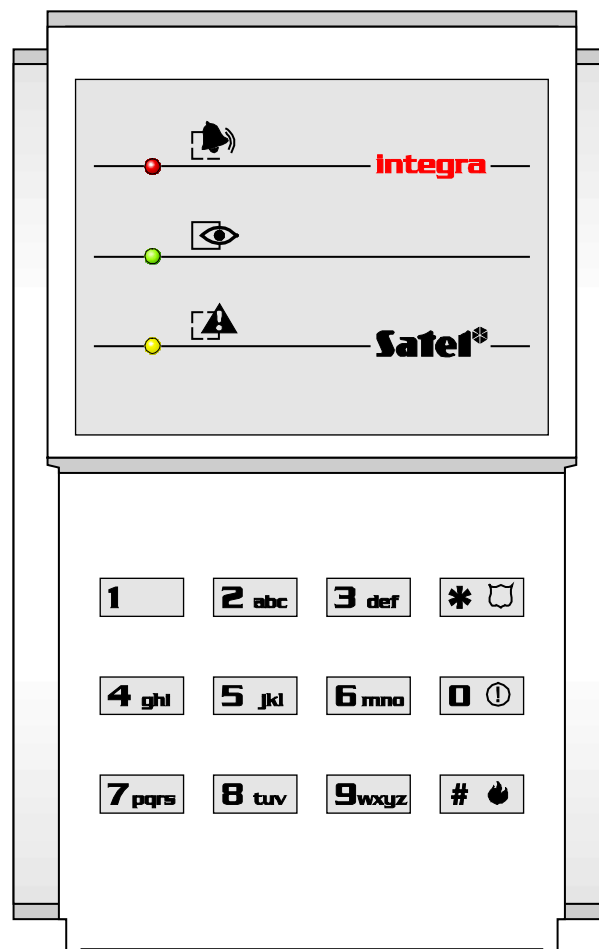 integra
Satel
1 2 abc 3 def *
4 ghi 5 jkl 6 mno 0
7 pqrs 8 tuv 9 wxyz #